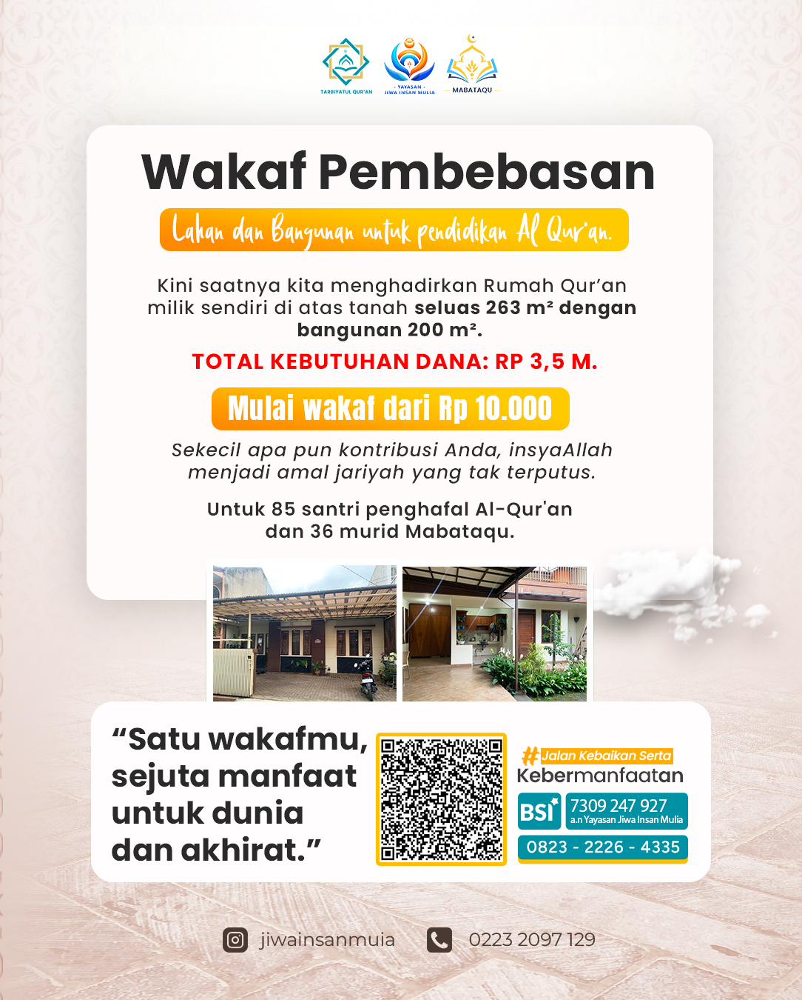 TARBIYATUL QUR'AN
- YAYASAN -
JIWA INSAN MULIA
MABATAQU
Wakaf Pembebasan
Lahan dan Bangunan untuk pendidikan Al Qur'an.
Kini saatnya kita menghadirkan Rumah Qur’an
milik sendiri di atas tanah seluas 263 m² dengan
bangunan 200 m².
TOTAL KEBUTUHAN DANA: RP 3,5 M.
Mulai wakaf dari Rp 10.000
Sekecil apa pun kontribusi Anda, insyaAllah
menjadi amal jariyah yang tak terputus.
Untuk 85 santri penghafal Al-Qur'an
dan 36 murid Mabataqu.
“Satu wakafmu,
sejuta manfaat
untuk dunia
dan akhirat.”
#Jalan Kebaikan Serta
Kebermanfaatan
BSI
7309 247 927
a.n Yayasan Jiwa Insan Mulia
0823 - 2226 - 4335
jiwainsanmuia
0223 2097 129